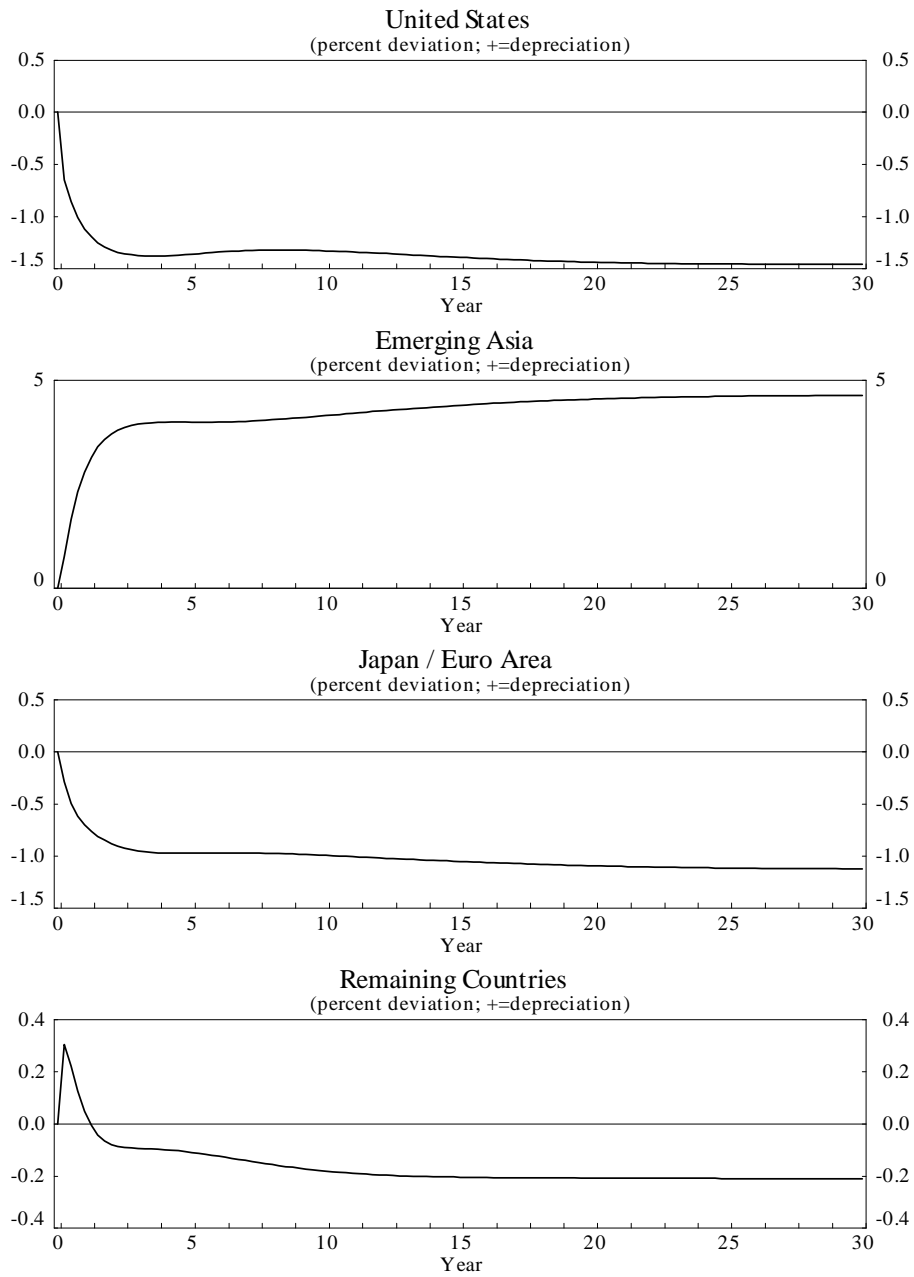 United States
(percent deviation; +=depreciation)
0.5 0.5
0.0 0.0
-0.5 -0.5
-1.0 -1.0
-1.5 -1.5
0 5 10 15 20 25 30
Year
Emerging Asia
(percent deviation; +=depreciation)
5 5
0 0
0 5 10 15 20 25 30
Year
Japan / Euro Area
(percent deviation; +=depreciation)
0.5 0.5
0.0 0.0
-0.5 -0.5
-1.0 -1.0
-1.5 -1.5
0 5 10 15 20 25 30
Year
Remaining Countries
(percent deviation; +=depreciation)
0.4 0.4
0.2 0.2
0.0 0.0
-0.2 -0.2
-0.4 -0.4
0 5 10 15 20 25 30
Year